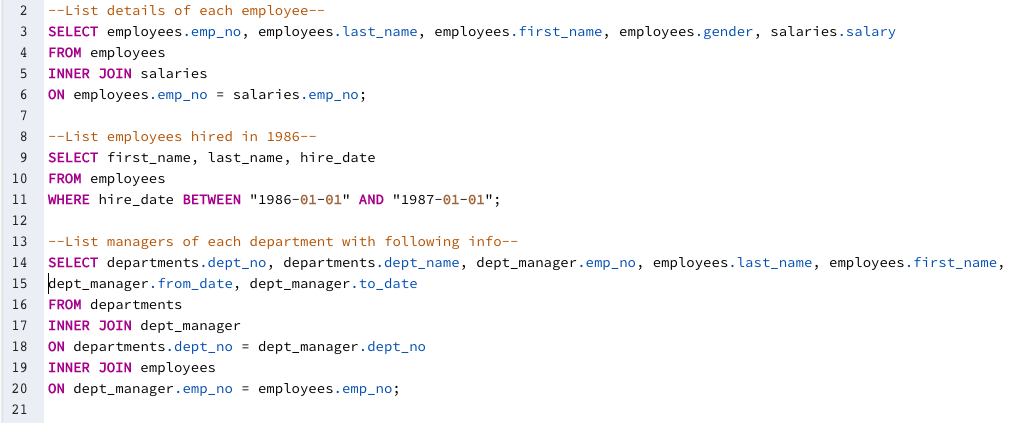 2 --List details of each employee--
3 SELECT employees.emp_no, employees.last_name, employees.first_name, employees.gender, salaries.salary
4 FROM employees
5 INNER JOIN salaries
6 ON employees.emp_no = salaries.emp_no;
7
8 --List employees hired in 1986--
9 SELECT first_name, last_name, hire_date
10 FROM employees
11 WHERE hire_date BETWEEN "1986-01-01" AND "1987-01-01";
12
13 --List managers of each department with following info--
14 SELECT departments.dept_no, departments.dept_name, dept_manager.emp_no, employees.last_name, employees.first_name,
15 dept_manager.from_date, dept_manager.to_date
16 FROM departments
17 INNER JOIN dept_manager
18 ON departments.dept_no = dept_manager.dept_no
19 INNER JOIN employees
20 ON dept_manager.emp_no = employees.emp_no;
21